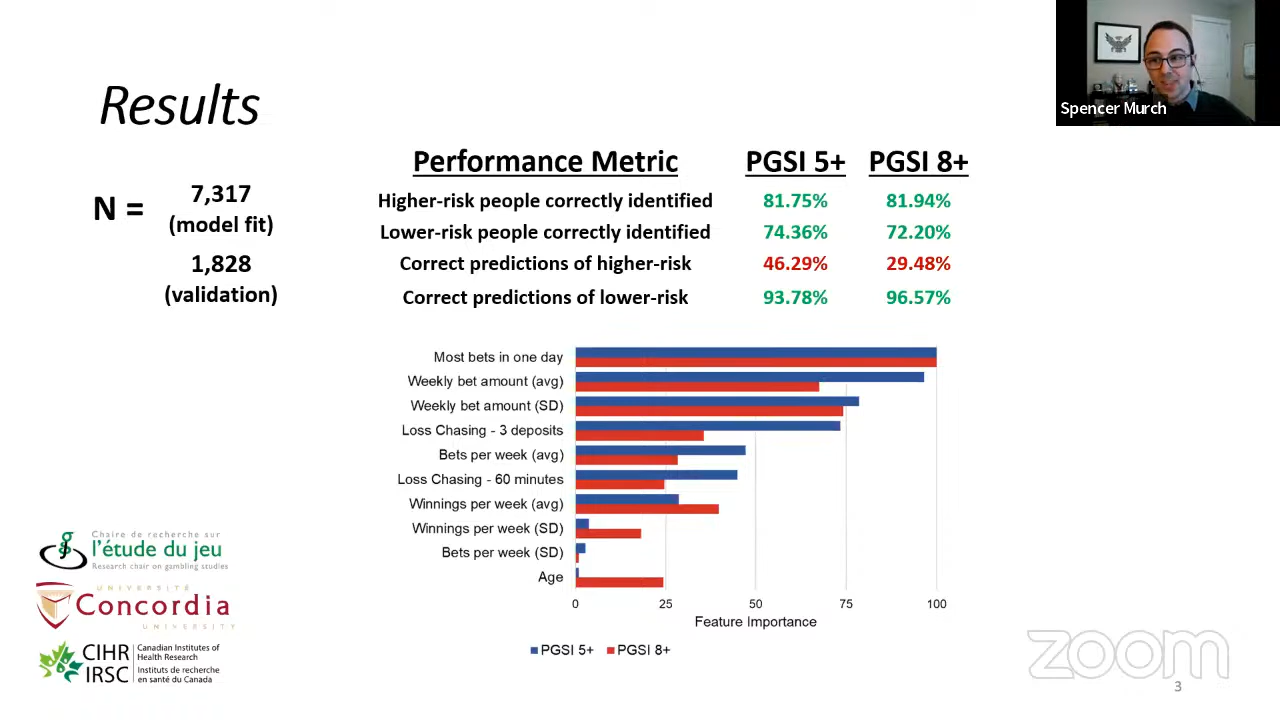 Spencer Murch
Results
N =
7,317
(model fit)
1,828
(validation)
Performance Metric PGSI 5+ PGSI 8+
Higher-risk people correctly identified 81.75% 81.94%
Lower-risk people correctly identified 74.36% 72.20%
Correct predictions of higher-risk 46.29% 29.48%
Correct predictions of lower-risk 93.78% 96.57%
Most bets in one day
Weekly bet amount (avg)
Weekly bet amount (SD)
Loss Chasing - 3 deposits
Bets per week (avg)
Loss Chasing - 60 minutes
Winnings per week (avg)
Winnings per week (SD)
Bets per week (SD)
Age
0 25 50 75 100
Feature Importance
PGSI 5+ PGSI 8+
Chaire de recherche sur
l'étude du jeu
Research chair on gambling studies
UNIVERSITÉ
Concordia
UNIVERSITY
CIHR
IRSC
Canadian Institutes of
Health Research
Instituts de recherche
en santé du Canada
zoom
3